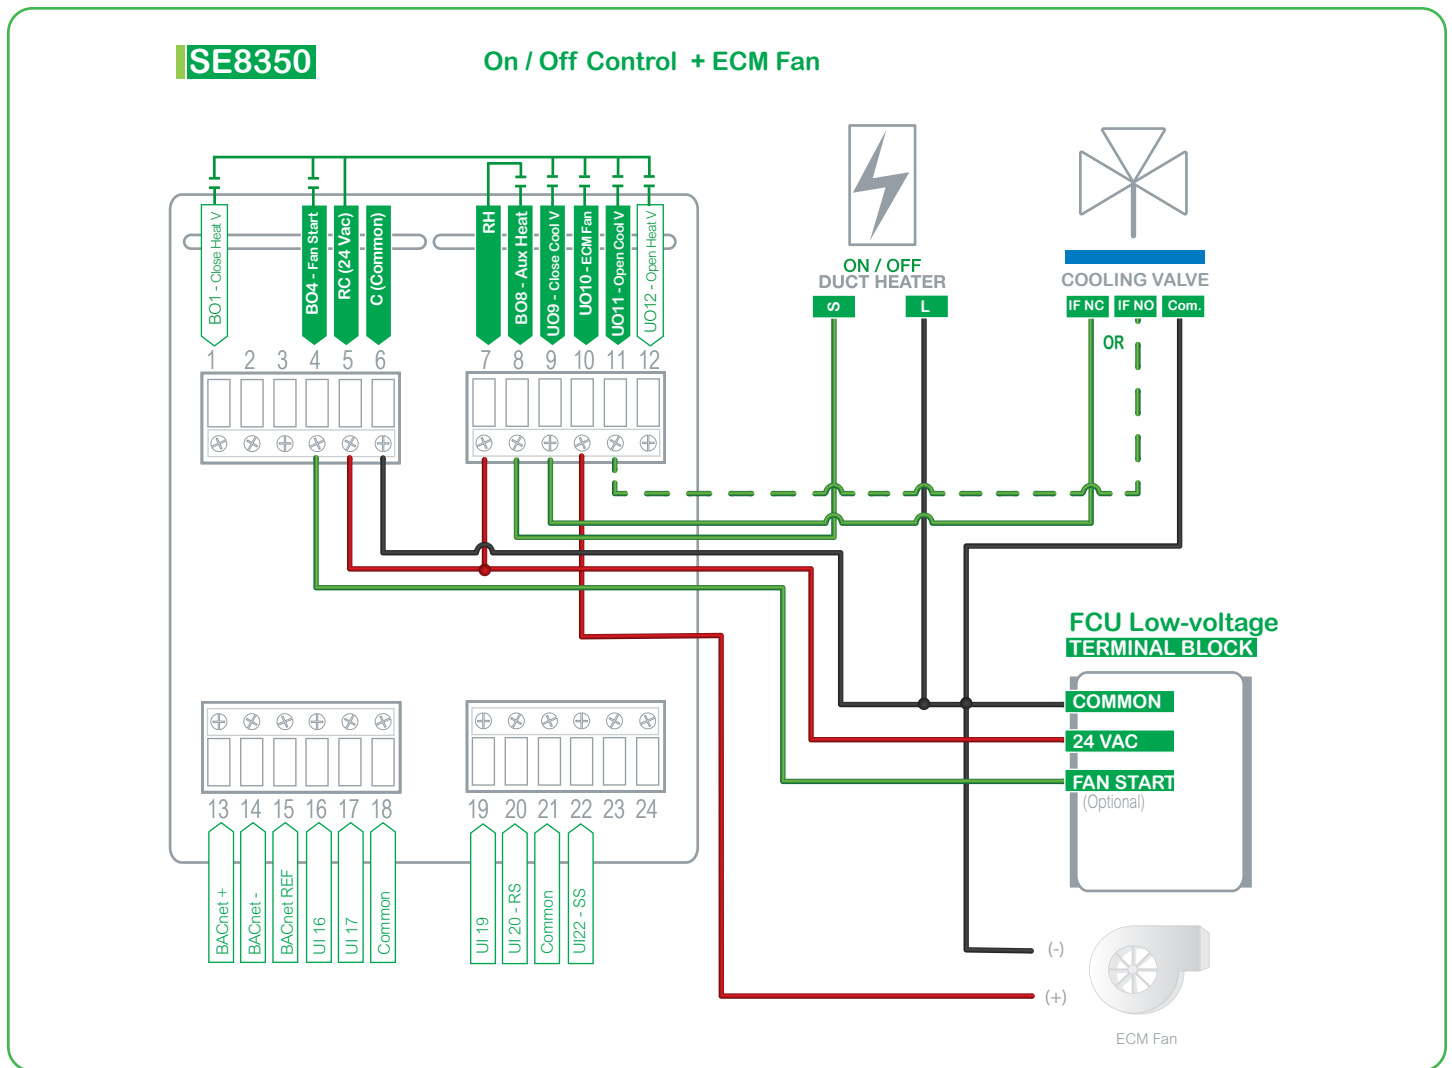 SE8350
On / Off Control + ECM Fan
BO1 - Close Heat V
BO4 - Fan Start
RC (24 Vac)
C (Common)
RH
BO8 - Aux Heat
UO9 - Close Cool V
UO10 - ECM Fan
UO11 - Open Cool V
UO12 - Open Heat V
1 2 3 4 5 6
7 8 9 10 11 12
ON / OFF
DUCT HEATER
S
L
COOLING VALVE
IF NC
IF NO
Com.
OR
FCU Low-voltage
TERMINAL BLOCK
COMMON
24 VAC
FAN START
(Optional)
13 14 15 16 17 18
19 20 21 22 23 24
BACnet +
BACnet -
BACnet REF
UI 16
UI 17
Common
UI 19
UI 20 - RS
Common
UI22 - SS
(-)
(+)
ECM Fan